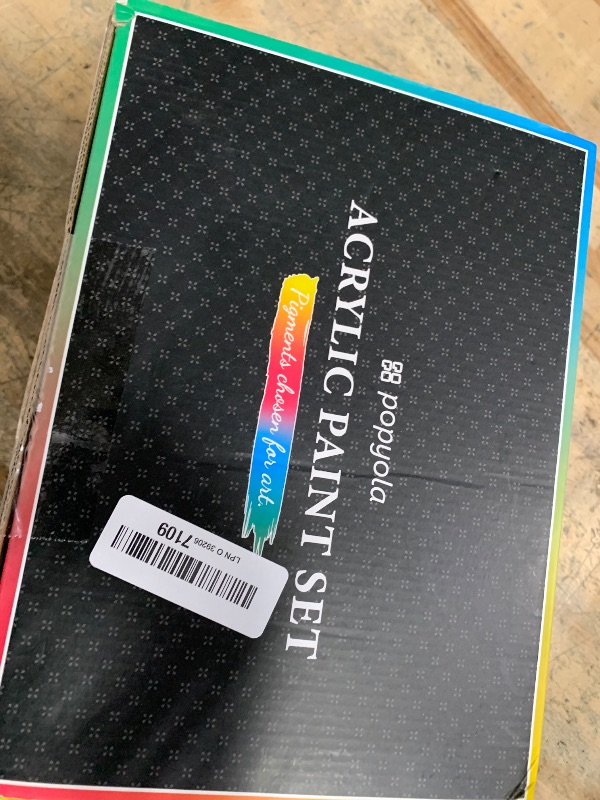 popyola
ACRYLIC PAINT SET
Pigments chosen for art.
LPN O 39206 7109